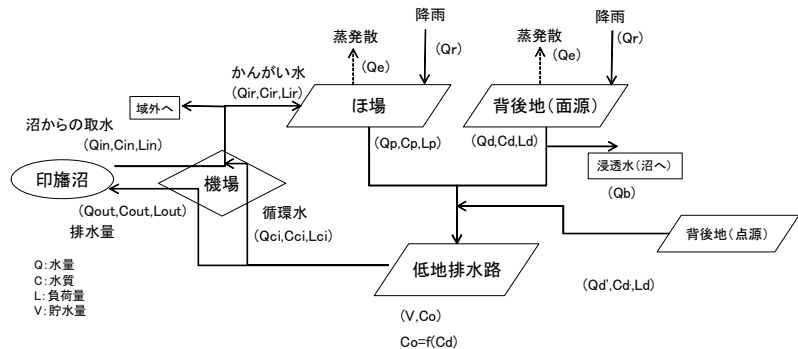 降雨
降雨
蒸発散
(Qr)
蒸発散
(Qr)
(Qe)
(Qe)
かんがい水
(Qir,Cir,Lir)
域外へ
ほ場
背後地(面源)
沼からの取水
(Qin,Cin,Lin)
(Qp,Cp,Lp)
(Qd,Cd,Ld)
浸透水(沼へ)
(Qb)
印旛沼
機場
(Qout,Cout,Lout)
排水量
循環水
(Qci,Cci,Lci)
背後地(点源)
低地排水路
(Qd',Cd',Ld)
Q:水量
C:水質
L:負荷量
V:貯水量
(V,Co)
Co=f(Cd)